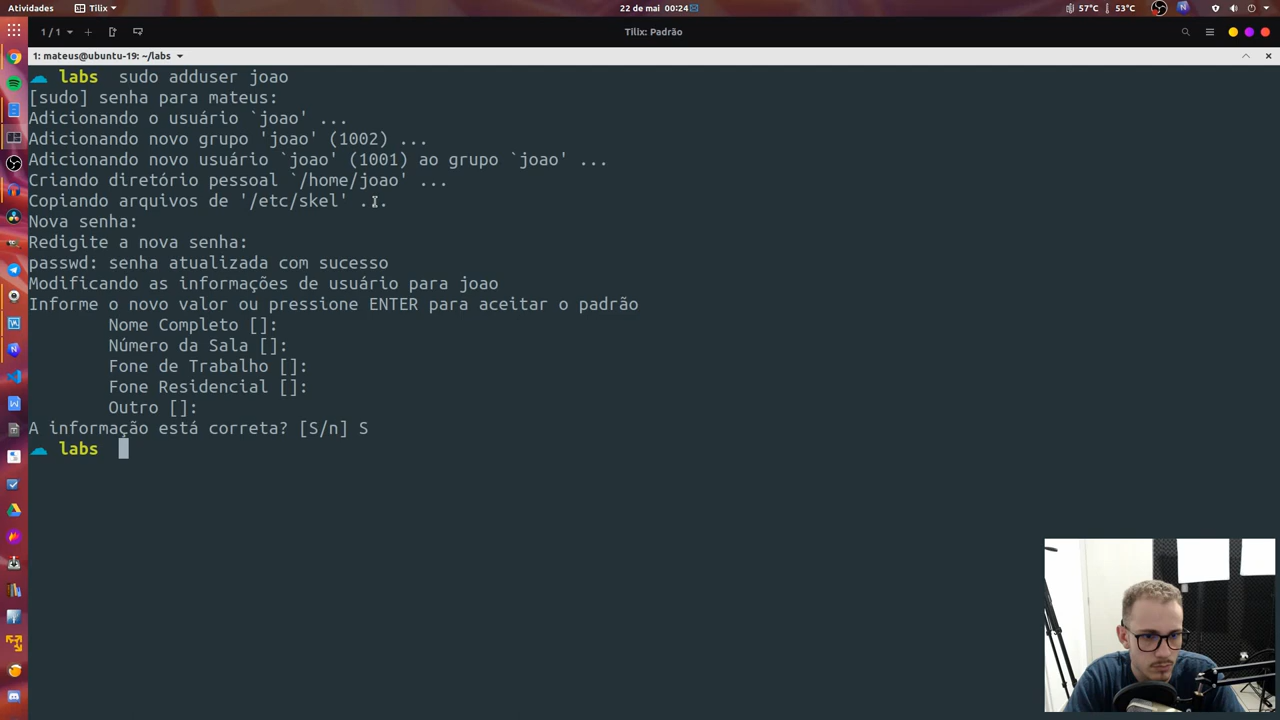 Atividades
Tilix
22 de mai 00:24
57°C
53°C
1 / 1
Tilix: Padrão
1: mateus@ubuntu-19: ~/labs
labs sudo adduser joao
[sudo] senha para mateus:
Adicionando o usuário `joao' ...
Adicionando novo grupo 'joao' (1002) ...
Adicionando novo usuário `joao' (1001) ao grupo `joao' ...
Criando diretório pessoal `/home/joao' ...
Copiando arquivos de '/etc/skel' ...
Nova senha:
Redigite a nova senha:
passwd: senha atualizada com sucesso
Modificando as informações de usuário para joao
Informe o novo valor ou pressione ENTER para aceitar o padrão
Nome Completo []:
Número da Sala []:
Fone de Trabalho []:
Fone Residencial []:
Outro []:
A informação está correta? [S/n] S
labs